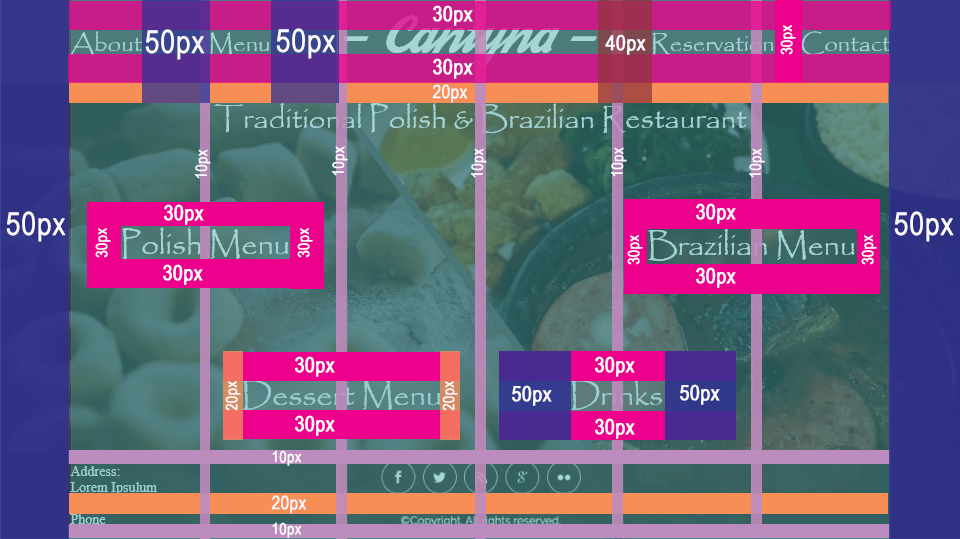 30px
About 50px Menu 50px – Cantyna – 40px Reservation 30px Contact
30px
20px
Traditional Polish & Brazilian Restaurant
10px 10px 10px 10px 10px
50px 50px
30px 30px
30px Polish Menu 30px 30px Brazilian Menu 30px
30px 30px
30px 30px
20px Dessert Menu 20px 50px Drinks 50px
30px 30px
10px
Address:
Lorem Ipsulum
f g
20px
Phone
©Copyright. All rights reserved.
10px